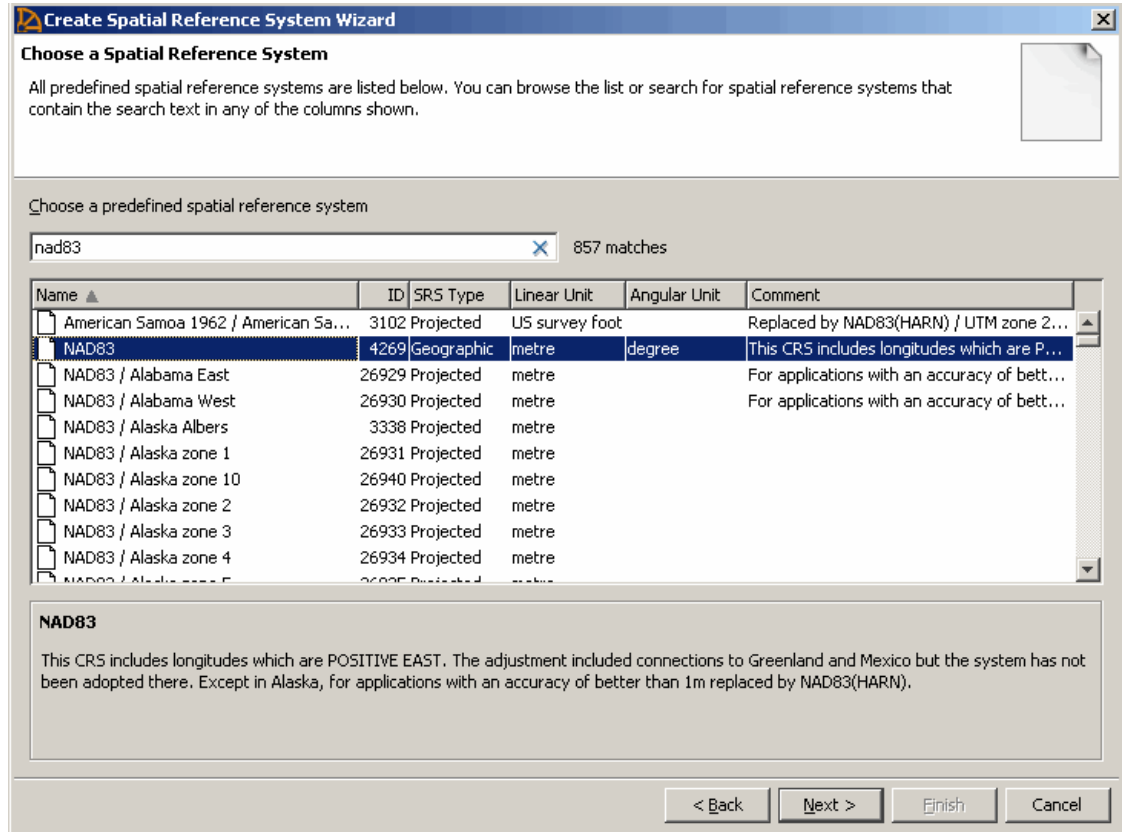 Create Spatial Reference System Wizard
Choose a Spatial Reference System
All predefined spatial reference systems are listed below. You can browse the list or search for spatial reference systems that
contain the search text in any of the columns shown.
Choose a predefined spatial reference system
nad83 857 matches
Name ID SRS Type Linear Unit Angular Unit Comment
American Samoa 1962 / American Sa... 3102 Projected US survey foot Replaced by NAD83(HARN) / UTM zone 2...
NAD83 4269 Geographic metre degree This CRS includes longitudes which are P...
NAD83 / Alabama East 26929 Projected metre For applications with an accuracy of bett...
NAD83 / Alabama West 26930 Projected metre For applications with an accuracy of bett...
NAD83 / Alaska Albers 3338 Projected metre
NAD83 / Alaska zone 1 26931 Projected metre
NAD83 / Alaska zone 10 26940 Projected metre
NAD83 / Alaska zone 2 26932 Projected metre
NAD83 / Alaska zone 3 26933 Projected metre
NAD83 / Alaska zone 4 26934 Projected metre
NAD83
This CRS includes longitudes which are POSITIVE EAST. The adjustment included connections to Greenland and Mexico but the system has not
been adopted there. Except in Alaska, for applications with an accuracy of better than 1m replaced by NAD83(HARN).
< Back Next > Finish Cancel